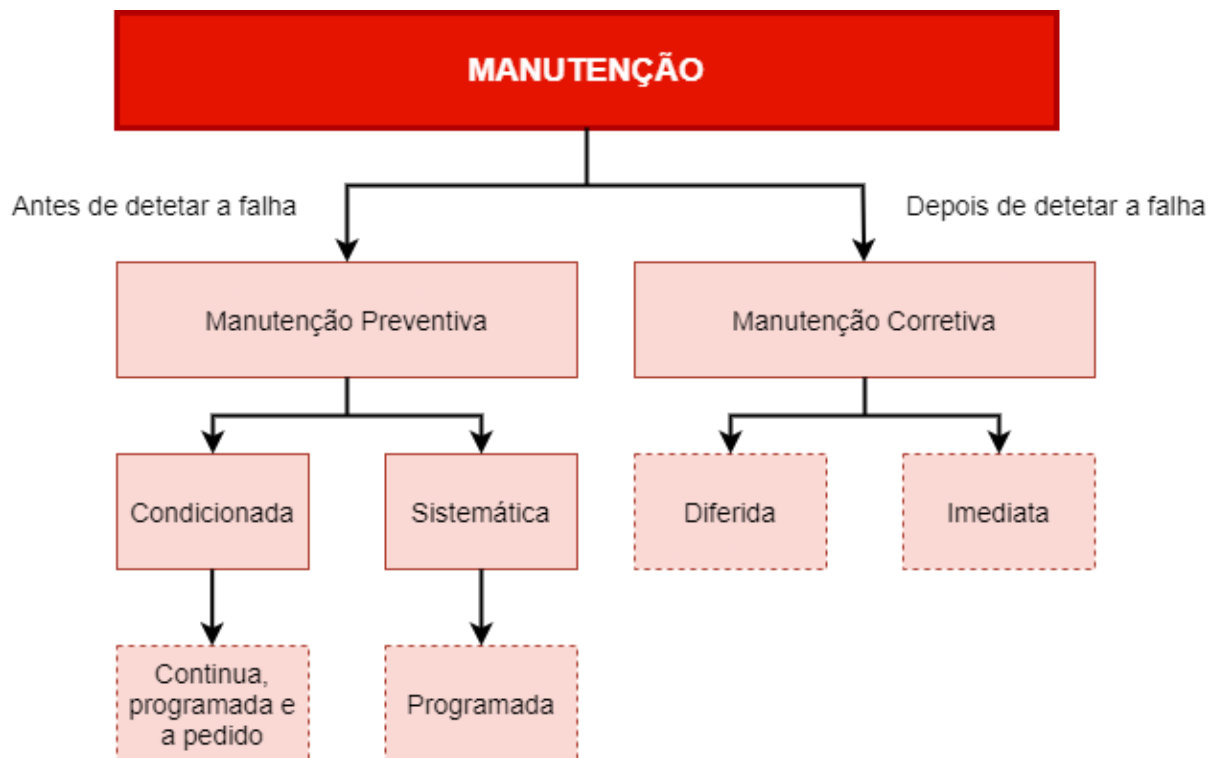 MANUTENÇÃO
Antes de detetar a falha
Depois de detetar a falha
Manutenção Preventiva
Manutenção Corretiva
Condicionada
Sistemática
Diferida
Imediata
Continua,
programada e
a pedido
Programada